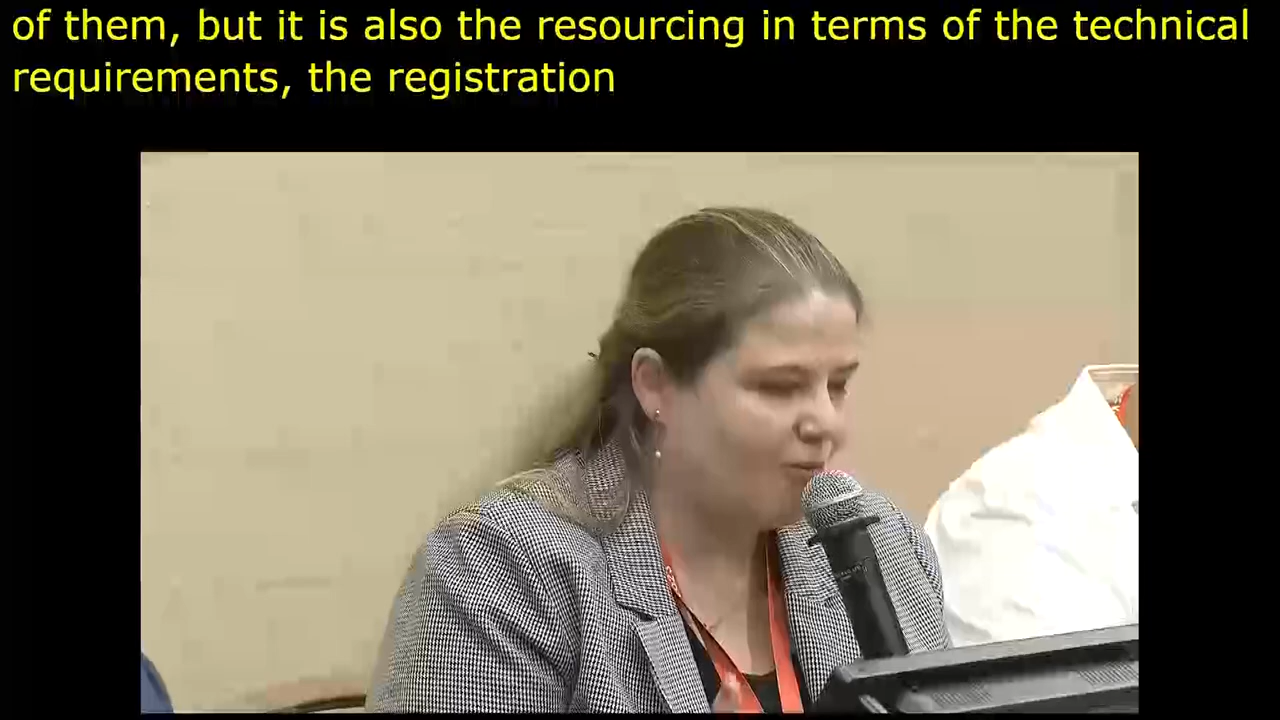 of them, but it is also the resourcing in terms of the technical
requirements, the registration